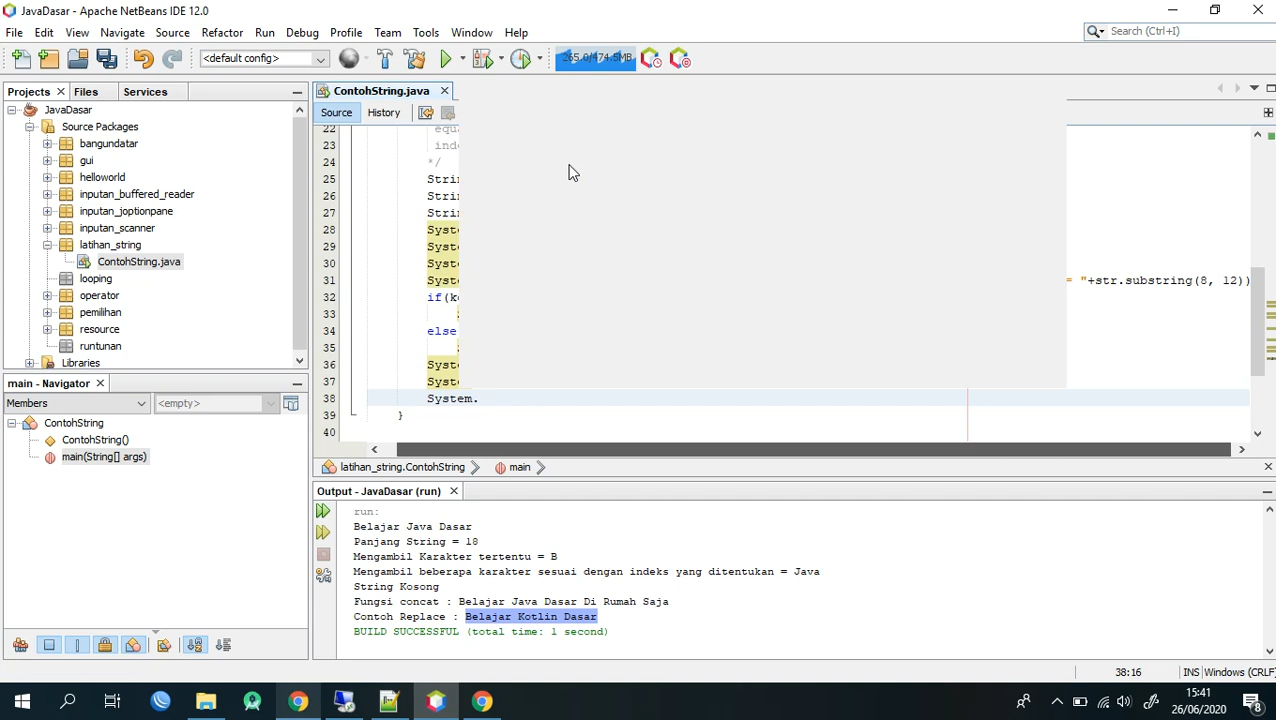 JavaDasar - Apache NetBeans IDE 12.0
File Edit View Navigate Source Refactor Run Debug Profile Team Tools Window Help
Search (Ctrl+I)
<default config>
265.0/474.5MB
Projects Files Services
JavaDasar
Source Packages
bangundatar
gui
helloworld
inputan_buffered_reader
inputan_joptionpane
inputan_scanner
latihan_string
ContohString.java
looping
operator
pemilihan
resource
runtunan
Libraries
main - Navigator
Members
<empty>
ContohString
ContohString()
main(String[] args)
ContohString.java
Source History
22 equ
23 ind
24 */
25 Stri
26 Stri
27 Stri
28 Syst
29 Syst
30 Syst
31 Syst = "+str.substring(8, 12))
32 if(k
33
34 else
35
36 Syst
37 Syst
38 System.
39 }
40
latihan_string.ContohString main
Output - JavaDasar (run)
run:
Belajar Java Dasar
Panjang String = 18
Mengambil Karakter tertentu = B
Mengambil beberapa karakter sesuai dengan indeks yang ditentukan = Java
String Kosong
Fungsi concat : Belajar Java Dasar Di Rumah Saja
Contoh Replace : Belajar Kotlin Dasar
BUILD SUCCESSFUL (total time: 1 second)
38:16 INS Windows (CRLF
15:41
26/06/2020
8